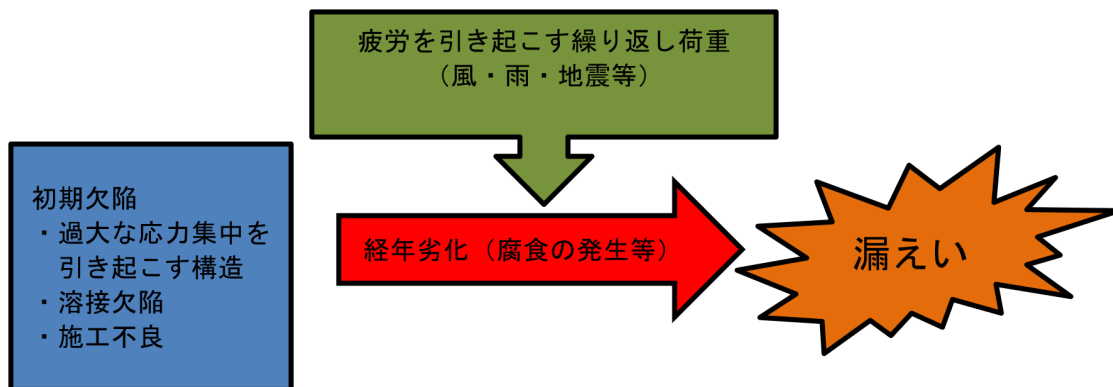 疲労を引き起こす繰り返し荷重
（風・雨・地震等）
初期欠陥
・過大な応力集中を
引き起こす構造
・溶接欠陥
・施工不良
経年劣化（腐食の発生等）
漏えい